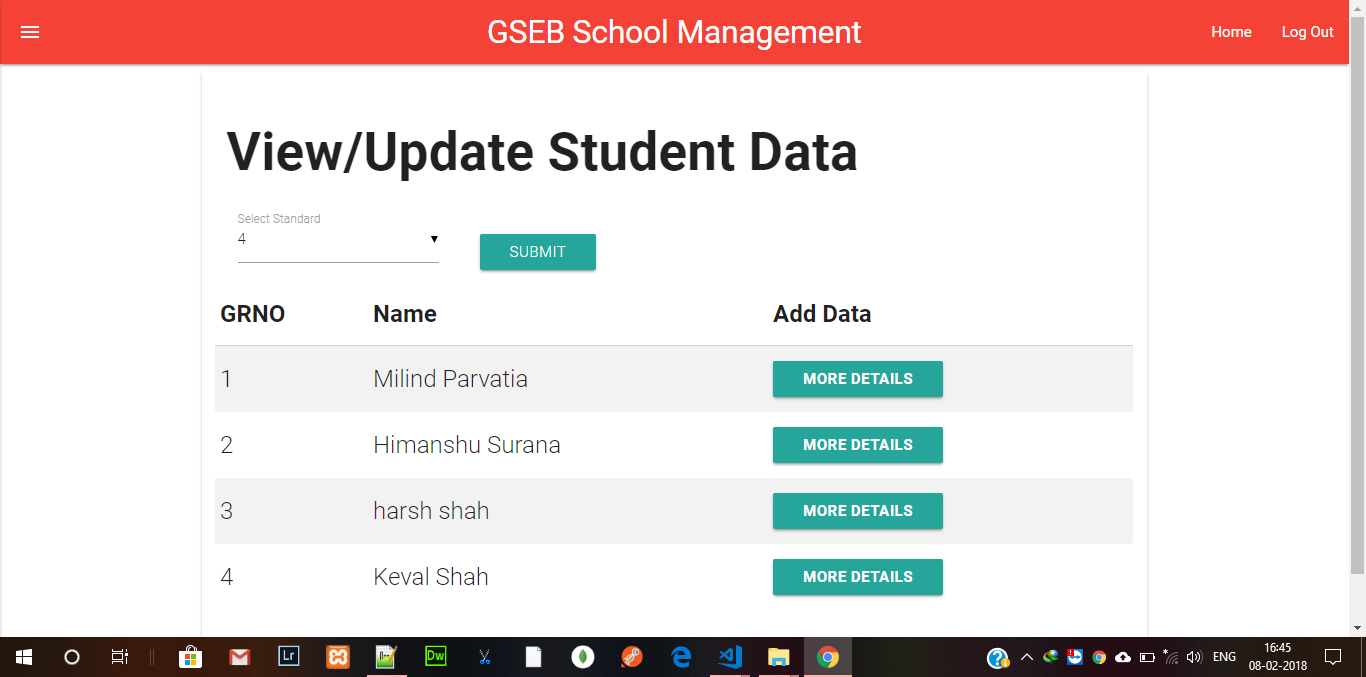 GSEB School Management
Home
Log Out
View/Update Student Data
Select Standard
4
SUBMIT
GRNO Name Add Data
1 Milind Parvatia MORE DETAILS
2 Himanshu Surana MORE DETAILS
3 harsh shah MORE DETAILS
4 Keval Shah MORE DETAILS
Lr
Dw
ENG
16:45
08-02-2018